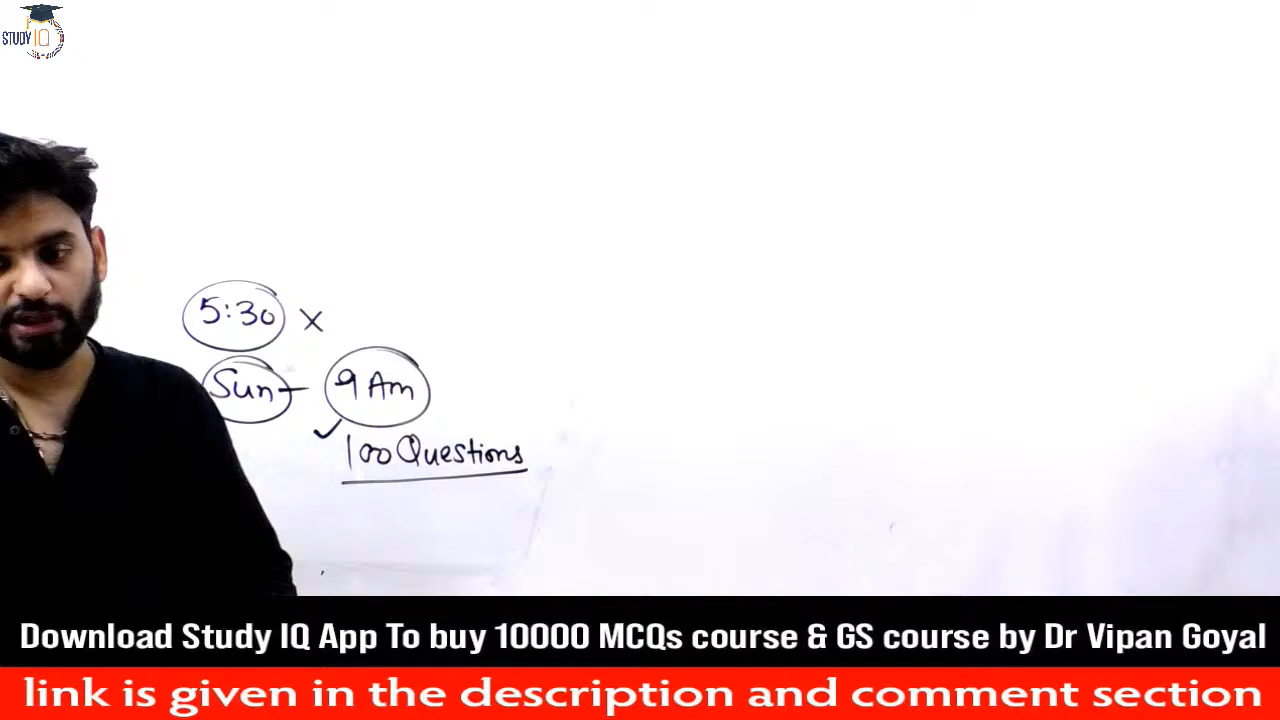 STUDY IQ
5:30 ×
Sun - 9 Am
✓ 100 Questions
Download Study IQ App To buy 10000 MCQs course & GS course by Dr Vipan Goyal
link is given in the description and comment section